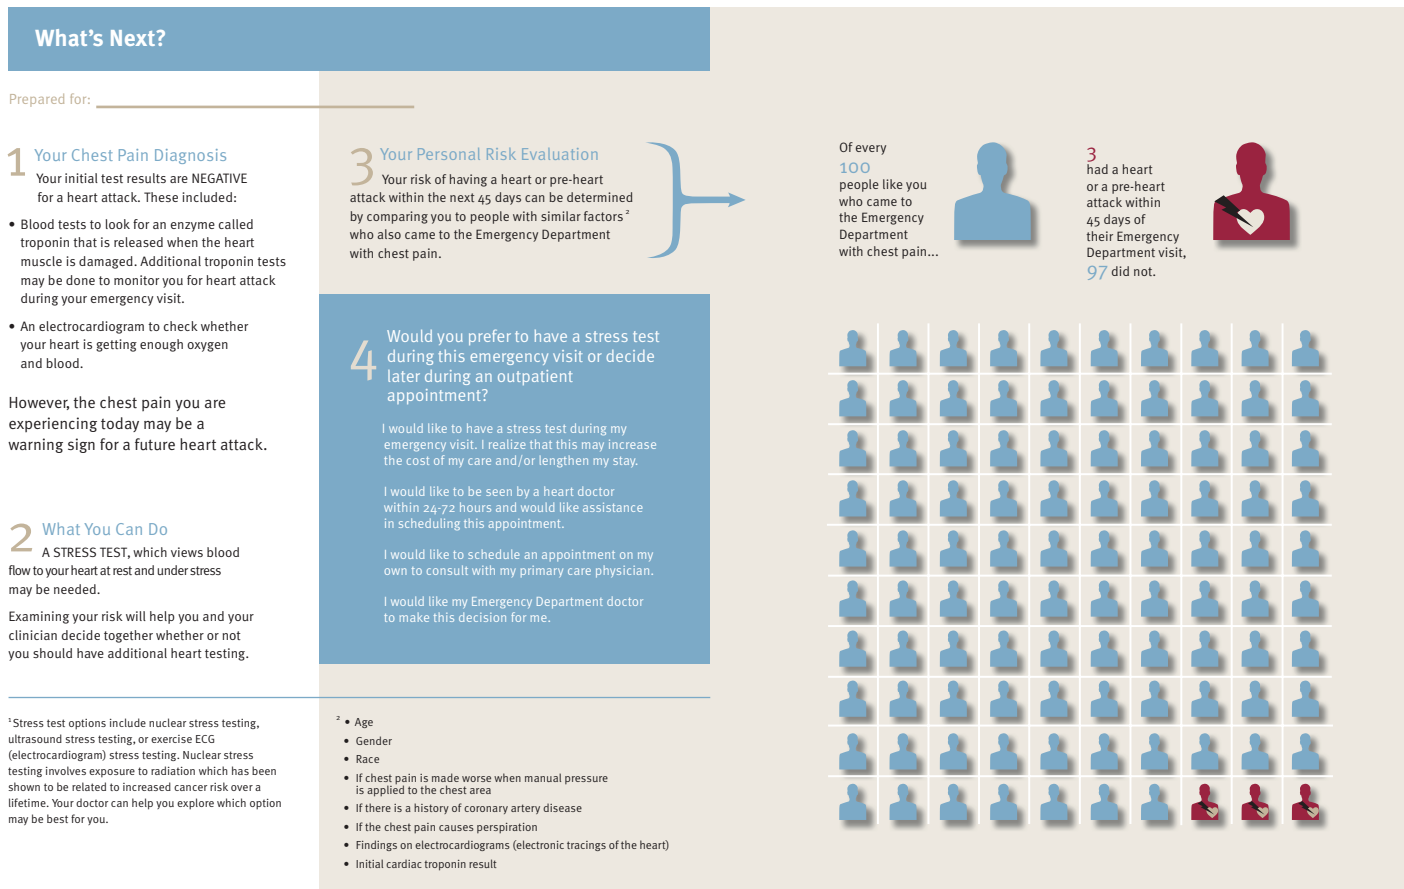 What's Next?
Prepared for:
1 Your Chest Pain Diagnosis
Your initial test results are NEGATIVE
for a heart attack. These included:
• Blood tests to look for an enzyme called
troponin that is released when the heart
muscle is damaged. Additional troponin tests
may be done to monitor you for heart attack
during your emergency visit.
• An electrocardiogram to check whether
your heart is getting enough oxygen
and blood.
However, the chest pain you are
experiencing today may be a
warning sign for a future heart attack.
2 What You Can Do
A STRESS TEST, which views blood
flow to your heart at rest and under stress
may be needed.
Examining your risk will help you and your
clinician decide together whether or not
you should have additional heart testing.
¹Stress test options include nuclear stress testing,
ultrasound stress testing, or exercise ECG
(electrocardiogram) stress testing. Nuclear stress
testing involves exposure to radiation which has been
shown to be related to increased cancer risk over a
lifetime. Your doctor can help you explore which option
may be best for you.
3 Your Personal Risk Evaluation
Your risk of having a heart or pre-heart
attack within the next 45 days can be determined
by comparing you to people with similar factors ²
who also came to the Emergency Department
with chest pain.
4 Would you prefer to have a stress test
during this emergency visit or decide
later during an outpatient
appointment?
I would like to have a stress test during my
emergency visit. I realize that this may increase
the cost of my care and/or lengthen my stay.
I would like to be seen by a heart doctor
within 24-72 hours and would like assistance
in scheduling this appointment.
I would like to schedule an appointment on my
own to consult with my primary care physician.
I would like my Emergency Department doctor
to make this decision for me.
² • Age
• Gender
• Race
• If chest pain is made worse when manual pressure
is applied to the chest area
• If there is a history of coronary artery disease
• If the chest pain causes perspiration
• Findings on electrocardiograms (electronic tracings of the heart)
• Initial cardiac troponin result
Of every
100
people like you
who came to
the Emergency
Department
with chest pain...
3
had a heart
or a pre-heart
attack within
45 days of
their Emergency
Department visit,
97 did not.